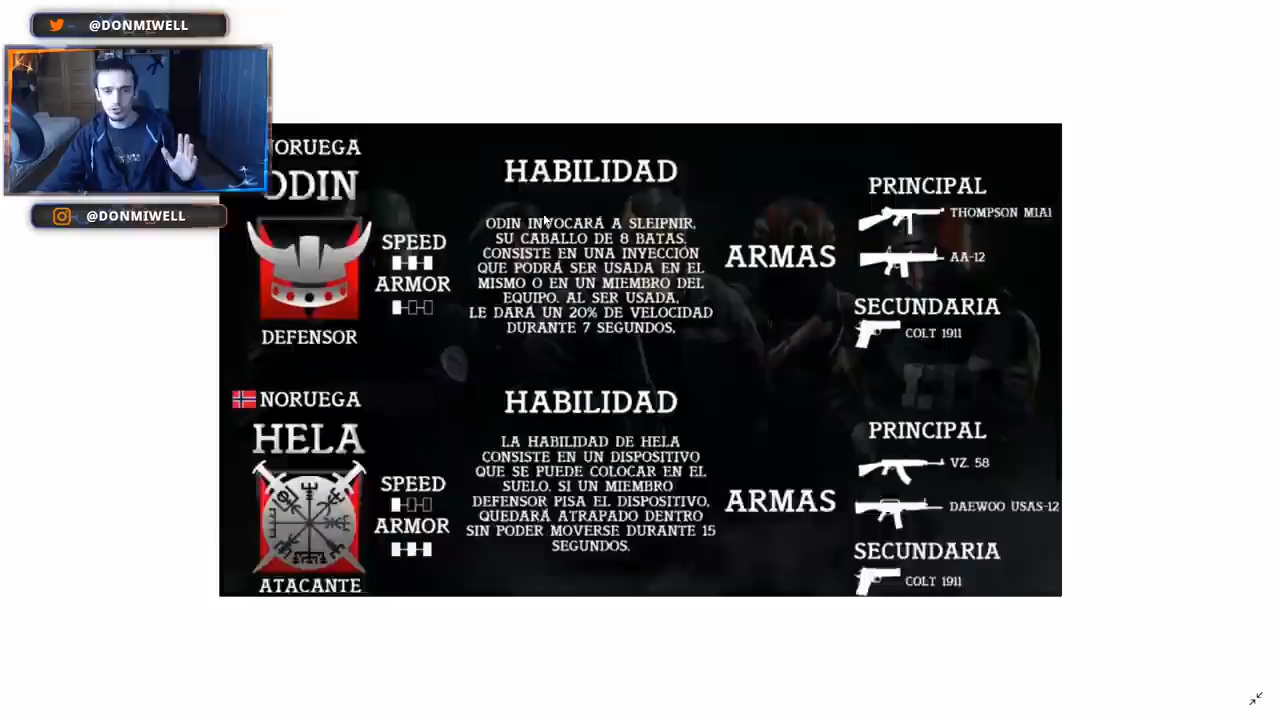 @DONMIWELL
@DONMIWELL
NORUEGA
ODIN
DEFENSOR
SPEED
ARMOR
HABILIDAD
ODIN INVOCARÁ A SLEIPNIR,
SU CABALLO DE 8 BATAS.
CONSISTE EN UNA INYECCIÓN
QUE PODRÁ SER USADA EN EL
MISMO O EN UN MIEMBRO DEL
EQUIPO. AL SER USADA,
LE DARÁ UN 20% DE VELOCIDAD
DURANTE 7 SEGUNDOS.
ARMAS
PRINCIPAL
THOMPSON M1A1
AA-12
SECUNDARIA
COLT 1911
NORUEGA
HELA
ATACANTE
SPEED
ARMOR
HABILIDAD
LA HABILIDAD DE HELA
CONSISTE EN UN DISPOSITIVO
QUE SE PUEDE COLOCAR EN EL
SUELO. SI UN MIEMBRO
DEFENSOR PISA EL DISPOSITIVO,
QUEDARÁ ATRAPADO DENTRO
SIN PODER MOVERSE DURANTE 15
SEGUNDOS.
ARMAS
PRINCIPAL
VZ. 58
DAEWOO USAS-12
SECUNDARIA
COLT 1911